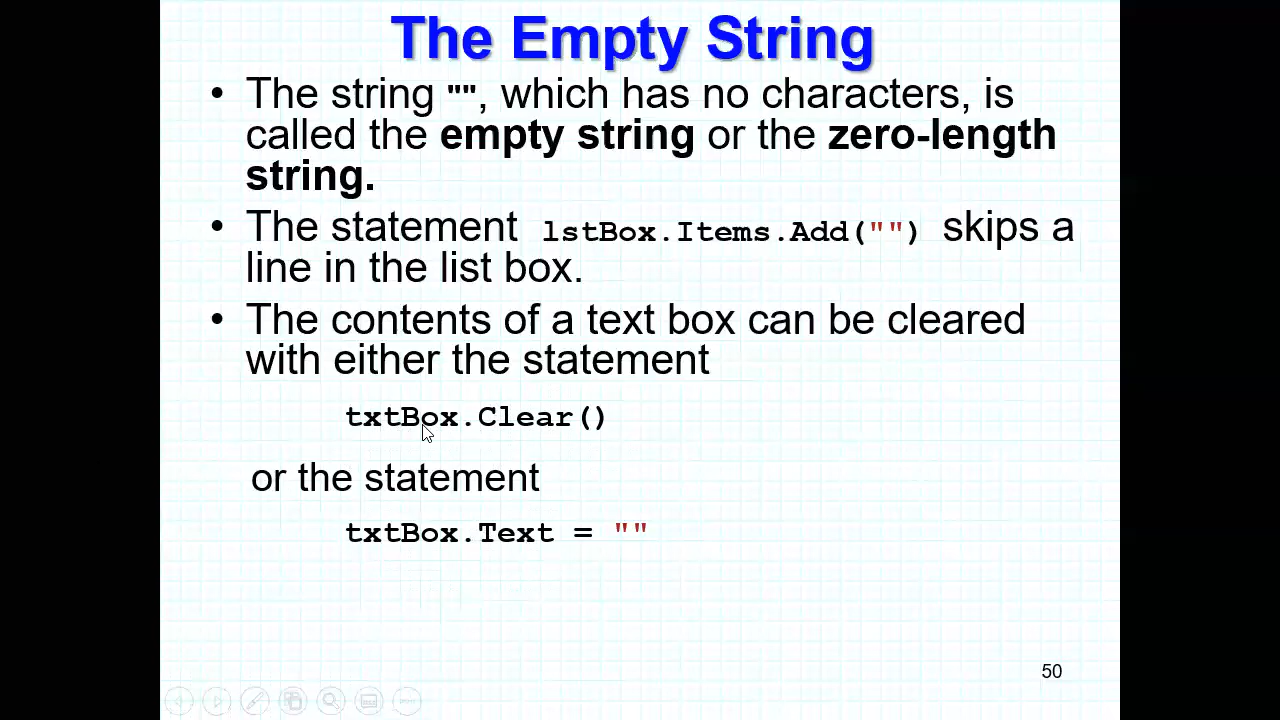 The Empty String
• The string "", which has no characters, is
called the empty string or the zero-length
string.
• The statement lstBox.Items.Add("") skips a
line in the list box.
• The contents of a text box can be cleared
with either the statement
txtBox.Clear()
or the statement
txtBox.Text = ""
50